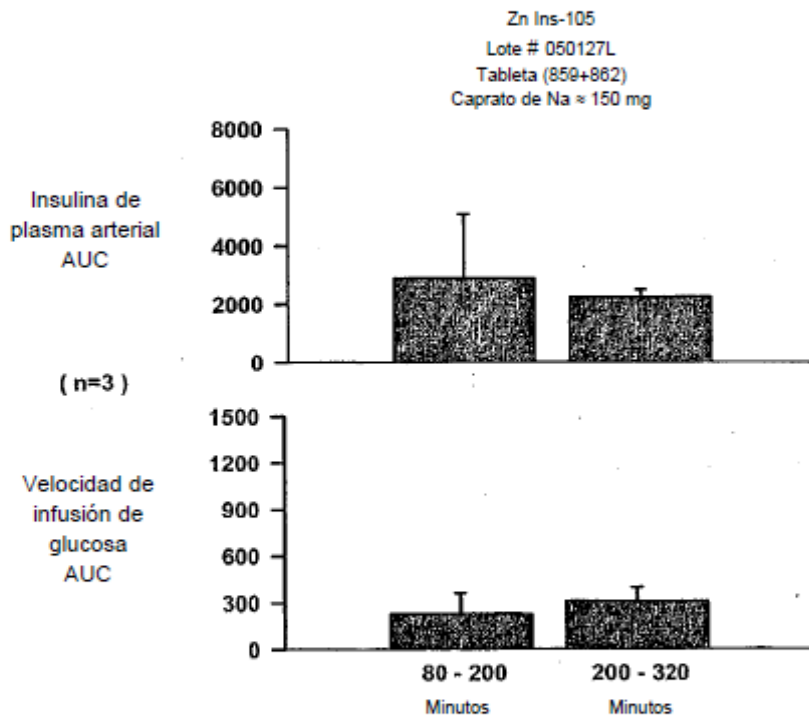 Zn Ins-105
Lote # 050127L
Tableta (859+862)
Caprato de Na ≈ 150 mg
8000
6000
4000
2000
0
Insulina de
plasma arterial
AUC
( n=3 )
1500
1200
900
600
300
0
Velocidad de
infusión de
glucosa
AUC
80 - 200
200 - 320
Minutos
Minutos